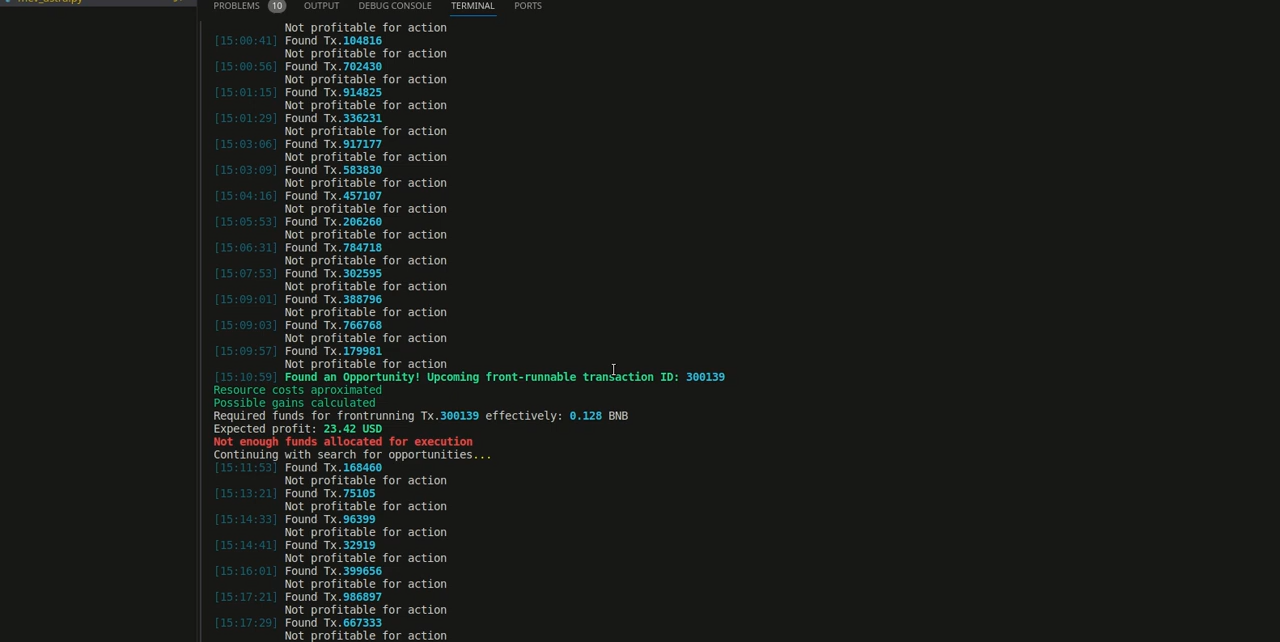 mev_astral.py
PROBLEMS 10 OUTPUT DEBUG CONSOLE TERMINAL PORTS
Not profitable for action
[15:00:41] Found Tx.104816
Not profitable for action
[15:00:56] Found Tx.702430
Not profitable for action
[15:01:15] Found Tx.914825
Not profitable for action
[15:01:29] Found Tx.336231
Not profitable for action
[15:03:06] Found Tx.917177
Not profitable for action
[15:03:09] Found Tx.583830
Not profitable for action
[15:04:16] Found Tx.457107
Not profitable for action
[15:05:53] Found Tx.206260
Not profitable for action
[15:06:31] Found Tx.784718
Not profitable for action
[15:07:53] Found Tx.302595
Not profitable for action
[15:09:01] Found Tx.388796
Not profitable for action
[15:09:03] Found Tx.766768
Not profitable for action
[15:09:57] Found Tx.179981
Not profitable for action
[15:10:59] Found an Opportunity! Upcoming front-runnable transaction ID: 300139
Resource costs aproximated
Possible gains calculated
Required funds for frontrunning Tx.300139 effectively: 0.128 BNB
Expected profit: 23.42 USD
Not enough funds allocated for execution
Continuing with search for opportunities...
[15:11:53] Found Tx.168460
Not profitable for action
[15:13:21] Found Tx.75105
Not profitable for action
[15:14:33] Found Tx.96399
Not profitable for action
[15:14:41] Found Tx.32919
Not profitable for action
[15:16:01] Found Tx.399656
Not profitable for action
[15:17:21] Found Tx.986897
Not profitable for action
[15:17:29] Found Tx.667333
Not profitable for action